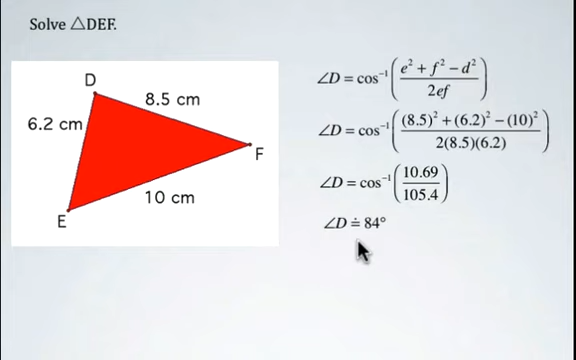 Solve △DEF.
D
8.5 cm
6.2 cm
F
10 cm
E
∠D = cos⁻¹((e² + f² − d²)/(2ef))
∠D = cos⁻¹(((8.5)² + (6.2)² − (10)²)/(2(8.5)(6.2)))
∠D = cos⁻¹(10.69/105.4)
∠D ≐ 84°